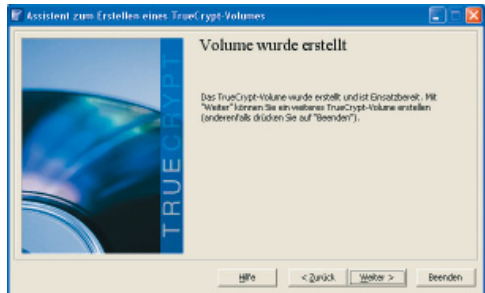 Assistent zum Erstellen eines TrueCrypt-Volumes
Volume wurde erstellt
Das TrueCrypt-Volume wurde erstellt und ist Einsatzbereit. Mit
"Weiter" können Sie ein weiteres TrueCrypt-Volume erstellen
(anderenfalls drücken Sie auf "Beenden").
TRUECRYPT
Hilfe
< Zurück
Weiter >
Beenden